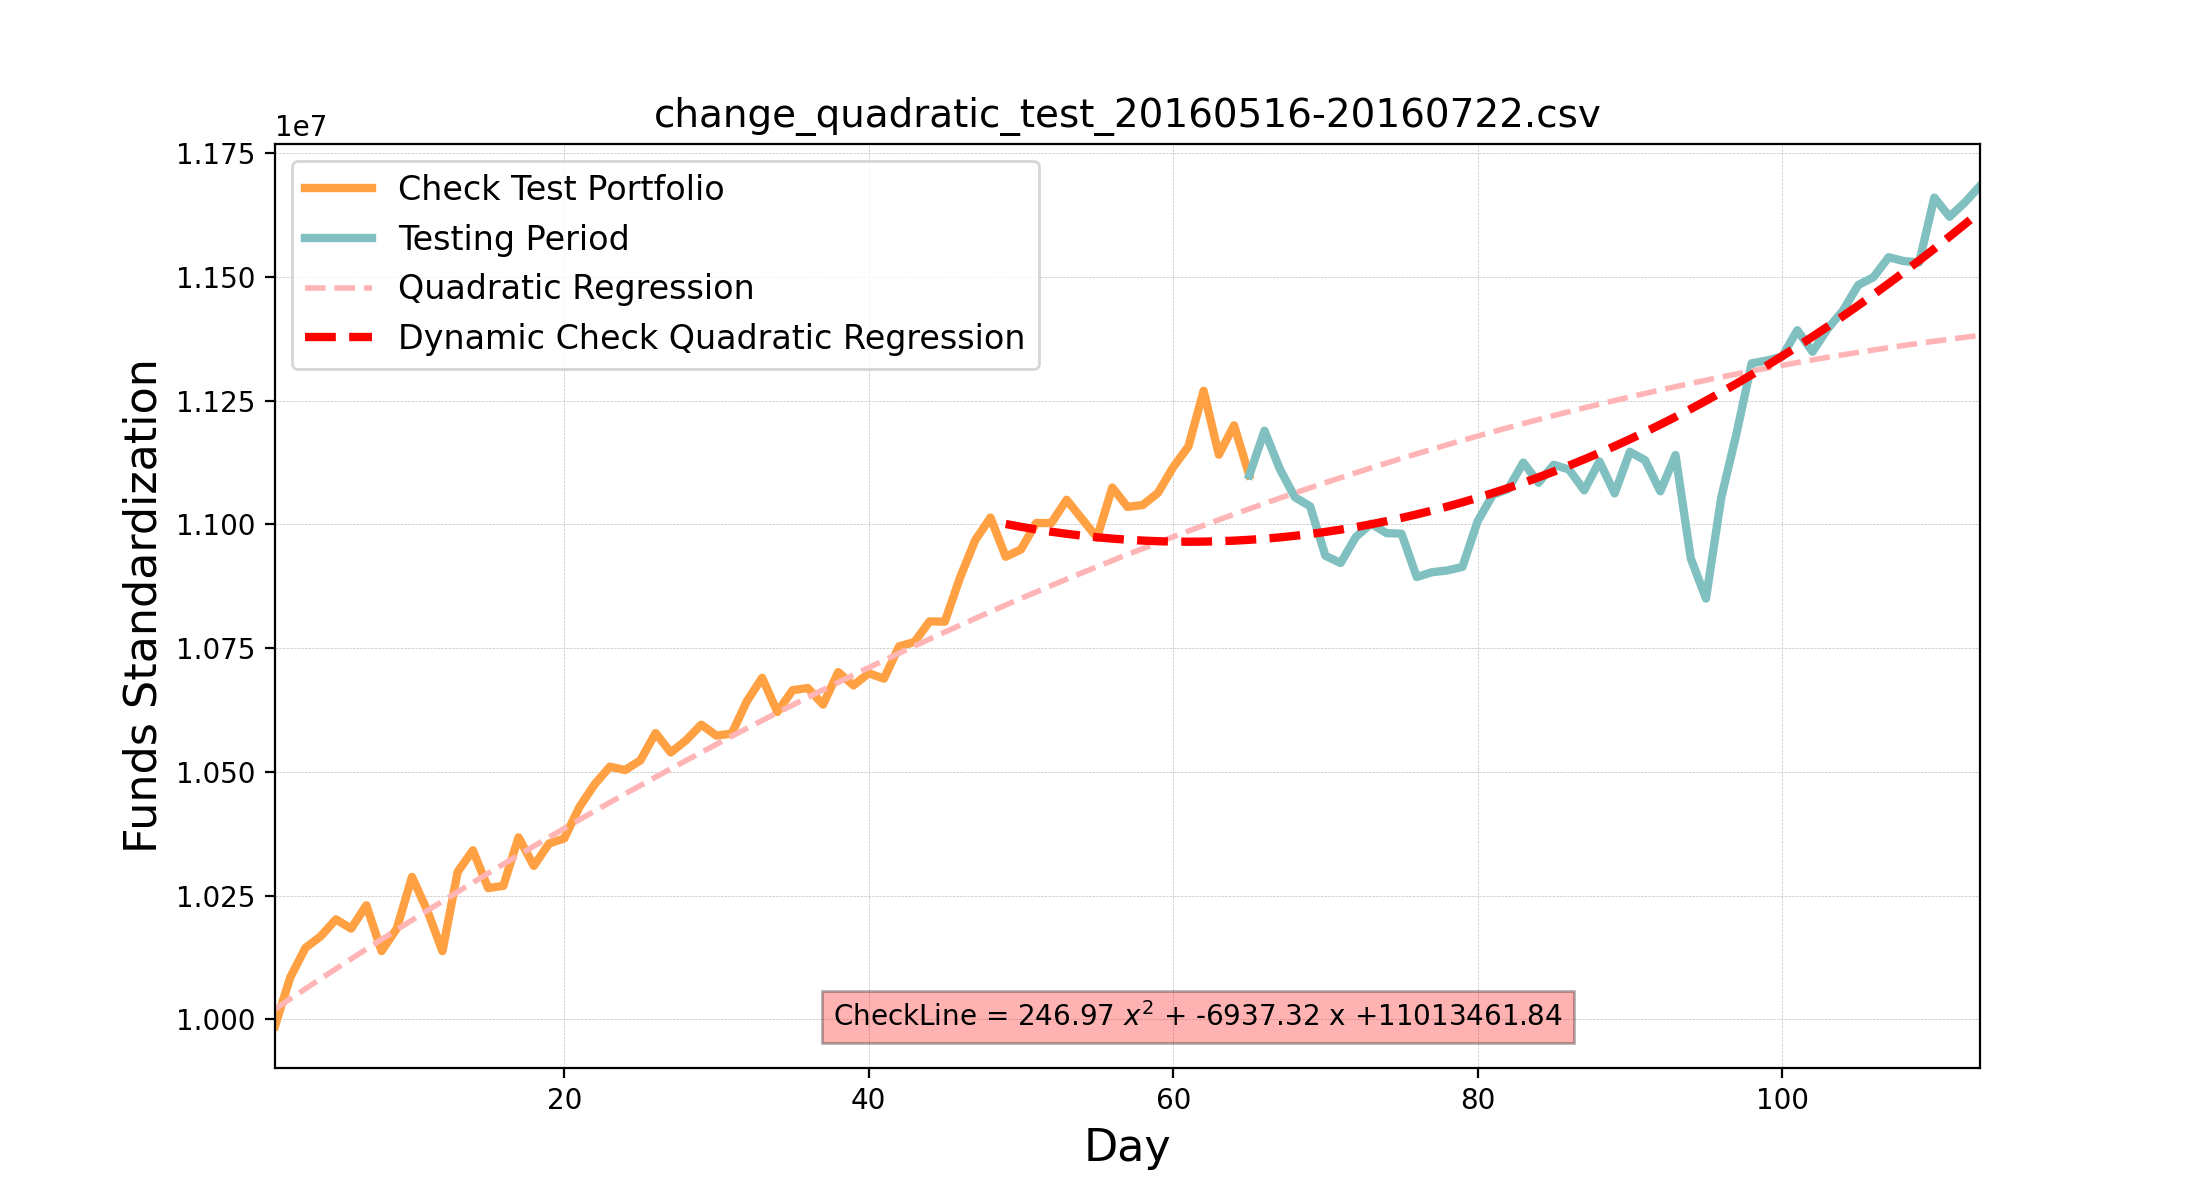 change_quadratic_test_20160516-20160722.csv
1e7
Check Test Portfolio
Testing Period
Quadratic Regression
Dynamic Check Quadratic Regression
1.175
1.150
1.125
1.100
1.075
1.050
1.025
1.000
Funds Standardization
CheckLine = 246.97 x² + -6937.32 x +11013461.84
20 40 60 80 100
Day